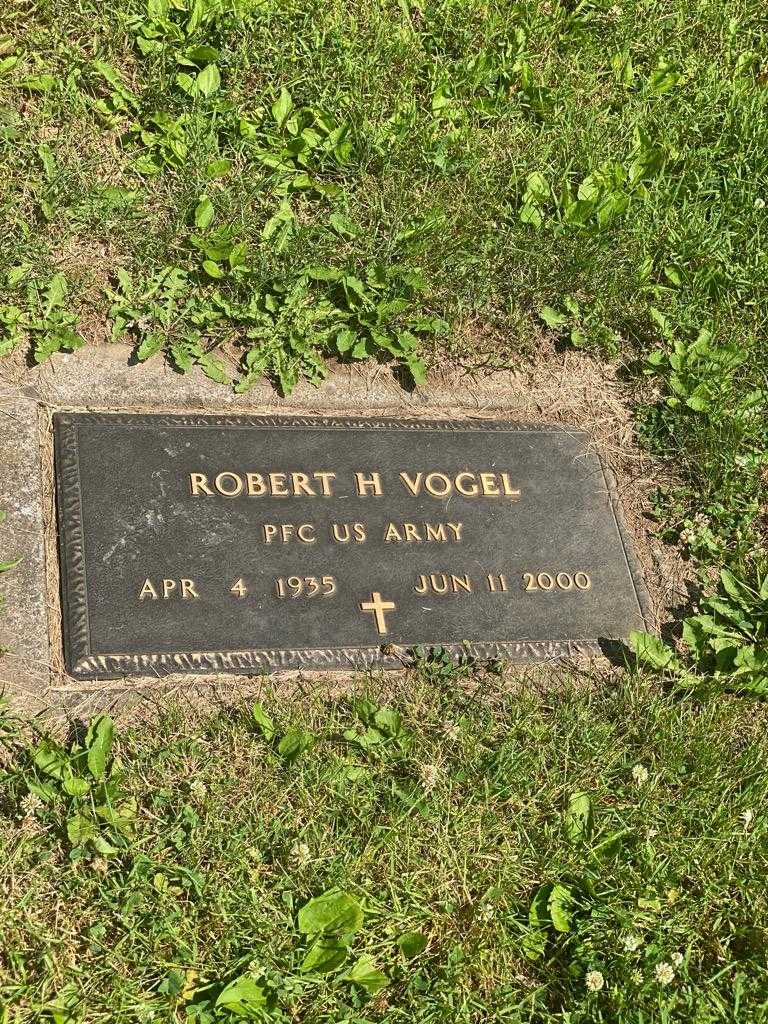 ROBERT H VOGEL
PFC US ARMY
APR 4 1935 JUN 11 2000